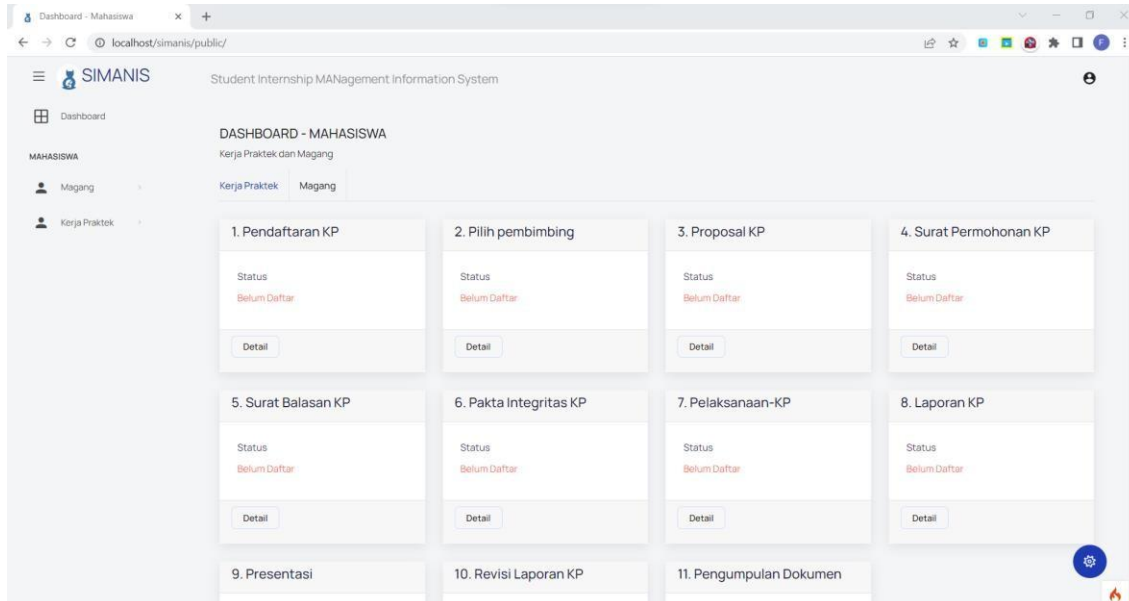 Dashboard - Mahasiswa
localhost/simanis/public/
F
SIMANIS
Student Internship MANagement Information System
Dashboard
MAHASISWA
Magang
Kerja Praktek
DASHBOARD - MAHASISWA
Kerja Praktek dan Magang
Kerja Praktek Magang
1. Pendaftaran KP
Status
Belum Daftar
Detail
2. Pilih pembimbing
Status
Belum Daftar
Detail
3. Proposal KP
Status
Belum Daftar
Detail
4. Surat Permohonan KP
Status
Belum Daftar
Detail
5. Surat Balasan KP
Status
Belum Daftar
Detail
6. Pakta Integritas KP
Status
Belum Daftar
Detail
7. Pelaksanaan-KP
Status
Belum Daftar
Detail
8. Laporan KP
Status
Belum Daftar
Detail
9. Presentasi
10. Revisi Laporan KP
11. Pengumpulan Dokumen